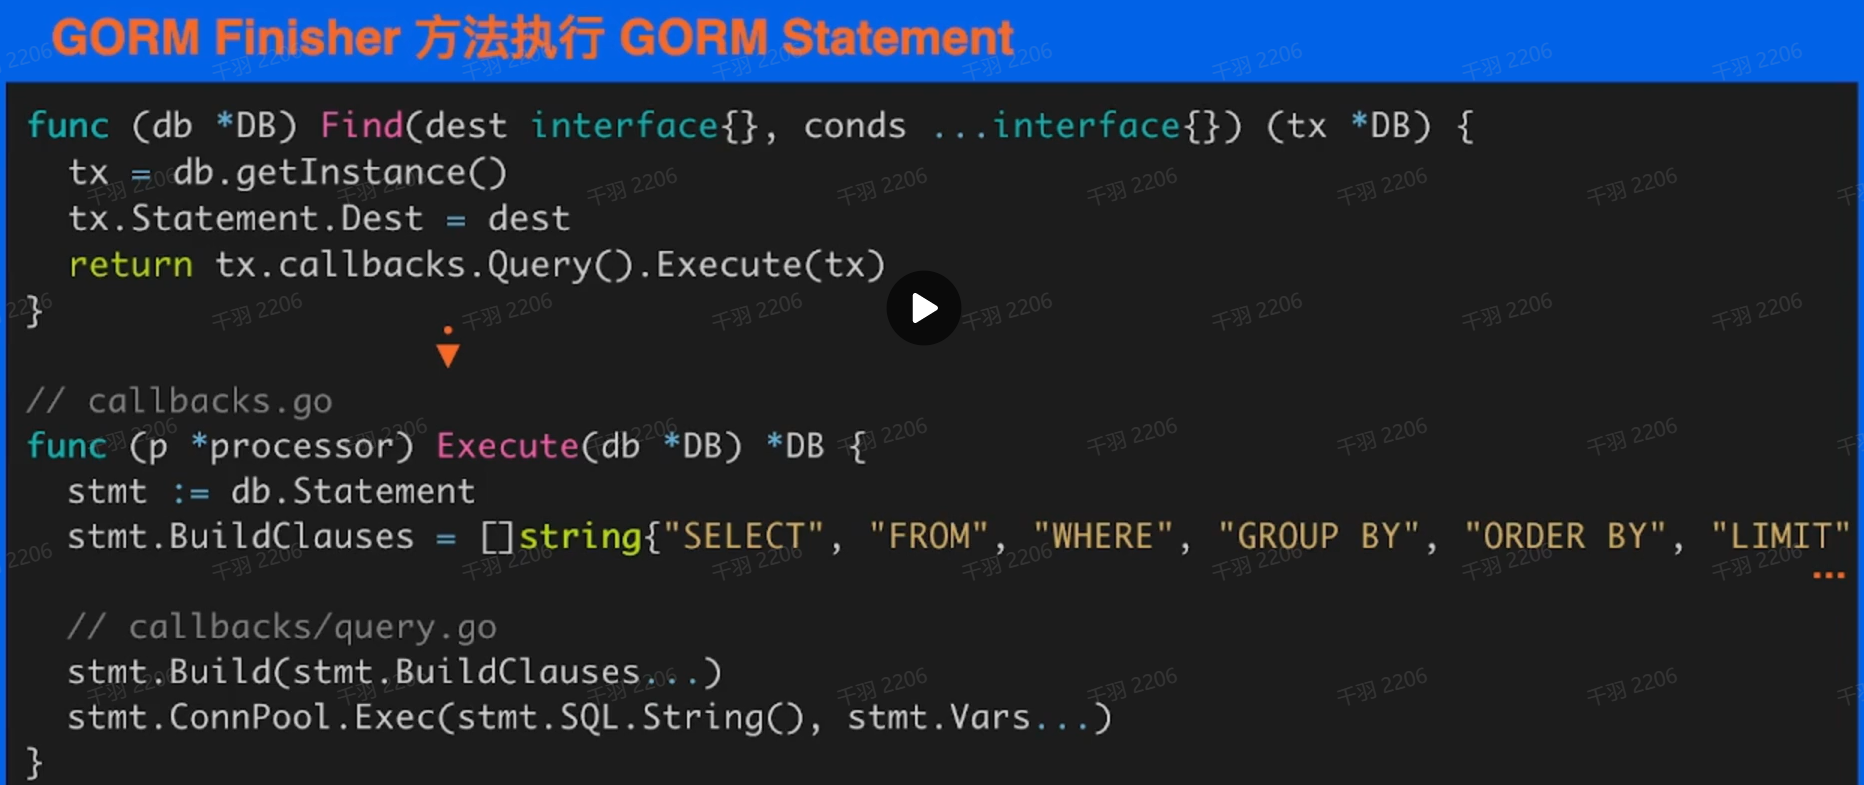 GORM Finisher 方法执行 GORM Statement
func (db *DB) Find(dest interface{}, conds ...interface{}) (tx *DB) {
tx = db.getInstance()
tx.Statement.Dest = dest
return tx.callbacks.Query().Execute(tx)
}
// callbacks.go
func (p *processor) Execute(db *DB) *DB {
stmt := db.Statement
stmt.BuildClauses = []string{"SELECT", "FROM", "WHERE", "GROUP BY", "ORDER BY", "LIMIT"
...
// callbacks/query.go
stmt.Build(stmt.BuildClauses...)
stmt.ConnPool.Exec(stmt.SQL.String(), stmt.Vars...)
}
千羽 2206